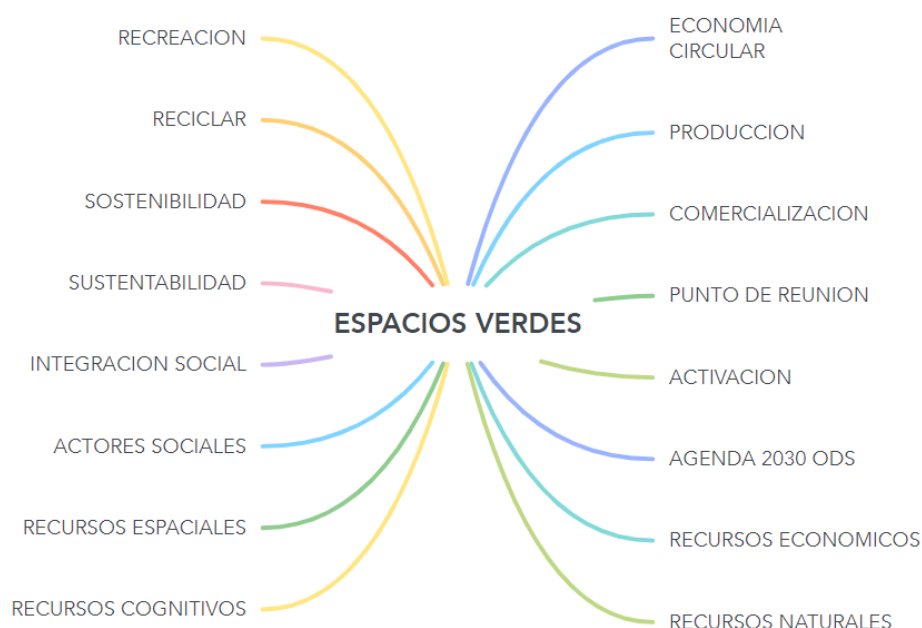 RECREACION
RECICLAR
SOSTENIBILIDAD
SUSTENTABILIDAD
INTEGRACION SOCIAL
ACTORES SOCIALES
RECURSOS ESPACIALES
RECURSOS COGNITIVOS
ESPACIOS VERDES
ECONOMIA
CIRCULAR
PRODUCCION
COMERCIALIZACION
PUNTO DE REUNION
ACTIVACION
AGENDA 2030 ODS
RECURSOS ECONOMICOS
RECURSOS NATURALES